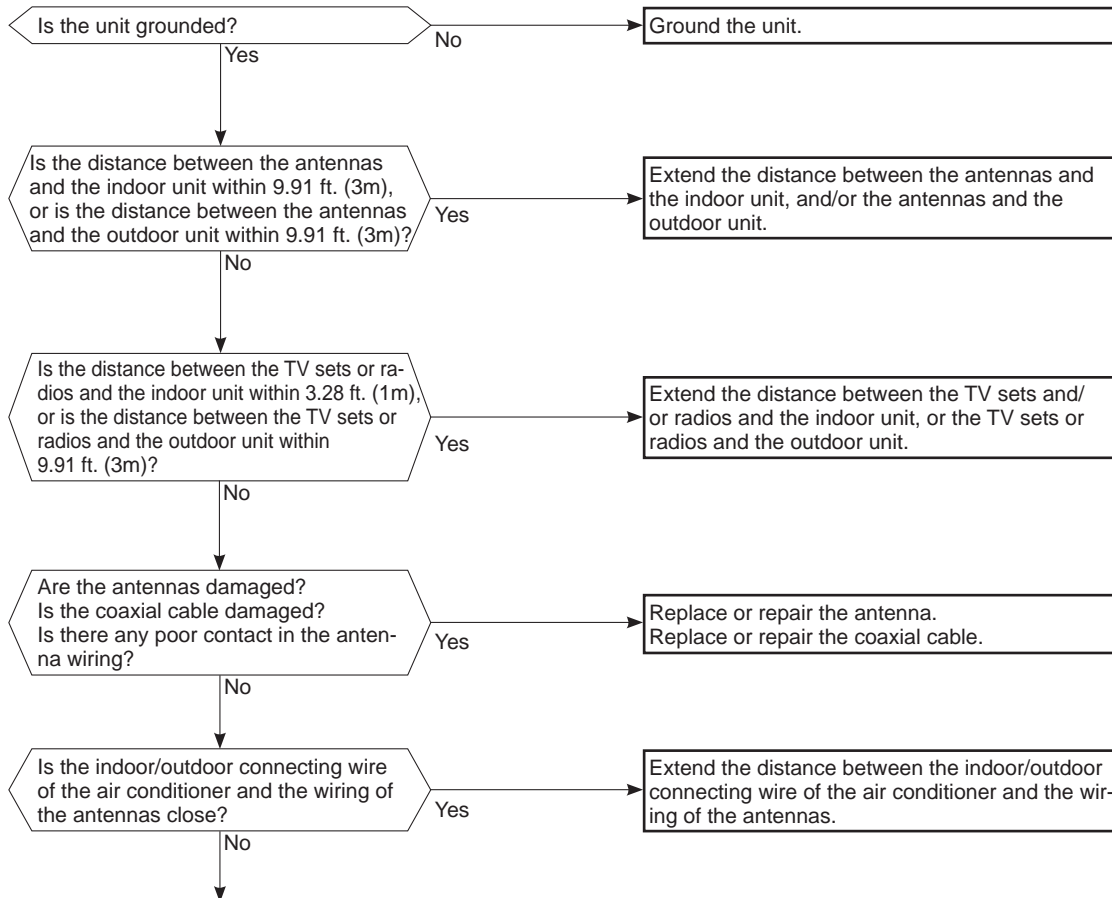 Is the unit grounded?
No
Ground the unit.
Yes
Is the distance between the antennas
and the indoor unit within 9.91 ft. (3m),
or is the distance between the antennas
and the outdoor unit within 9.91 ft. (3m)?
Yes
Extend the distance between the antennas and
the indoor unit, and/or the antennas and the
outdoor unit.
No
Is the distance between the TV sets or ra-
dios and the indoor unit within 3.28 ft. (1m),
or is the distance between the TV sets or
radios and the outdoor unit within
9.91 ft. (3m)?
Yes
Extend the distance between the TV sets and/
or radios and the indoor unit, or the TV sets or
radios and the outdoor unit.
No
Are the antennas damaged?
Is the coaxial cable damaged?
Is there any poor contact in the anten-
na wiring?
Yes
Replace or repair the antenna.
Replace or repair the coaxial cable.
No
Is the indoor/outdoor connecting wire
of the air conditioner and the wiring of
the antennas close?
Yes
Extend the distance between the indoor/outdoor
connecting wire of the air conditioner and the wir-
ing of the antennas.
No